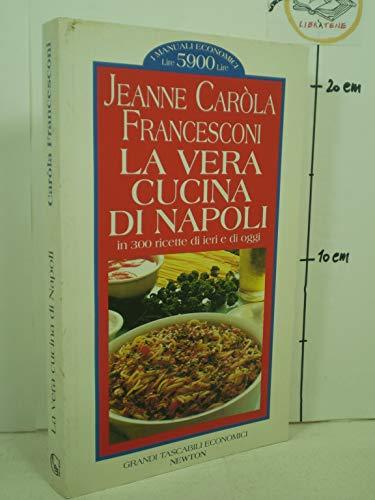 LIBRATENE
20 cm
10 cm
I MANUALI ECONOMICI
Lire 5900 Lire
JEANNE CARÒLA
FRANCESCONI
LA VERA
CUCINA
DI NAPOLI
in 300 ricette di ieri e di oggi
GRANDI TASCABILI ECONOMICI
NEWTON
La vera cucina di Napoli
Caròla Francesconi